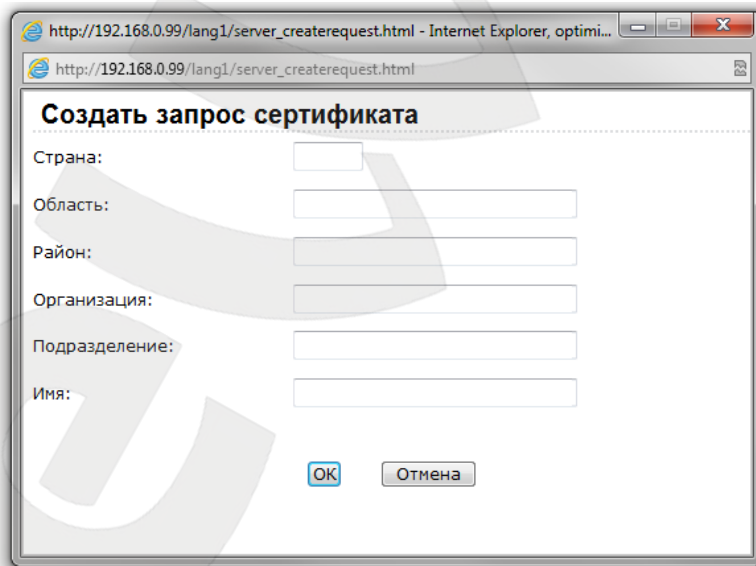 http://192.168.0.99/lang1/server_createrequest.html - Internet Explorer, optimi...
http://192.168.0.99/lang1/server_createrequest.html
Создать запрос сертификата
Страна:
Область:
Район:
Организация:
Подразделение:
Имя:
OK Отмена